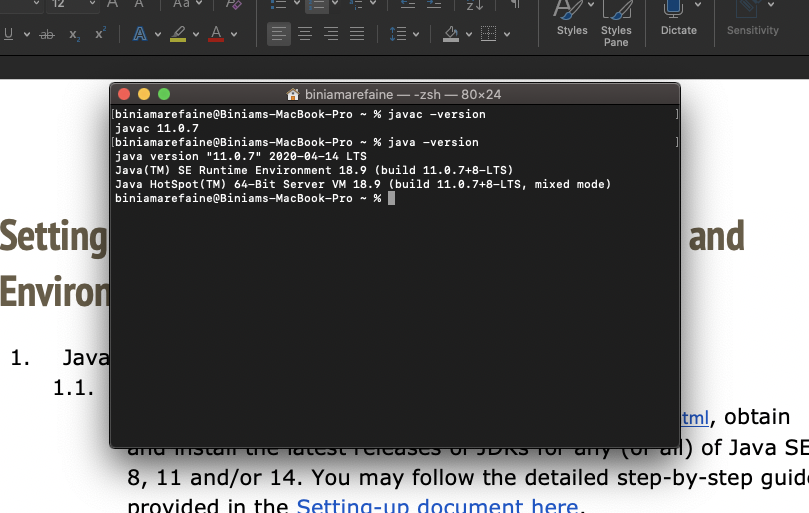 12
A
A
Aa
A
U
ab
x₂
x²
A
A
Styles
Styles
Pane
Dictate
Sensitivity
biniamarefaine — -zsh — 80×24
[biniamarefaine@Biniams-MacBook-Pro ~ % javac -version ]
javac 11.0.7
[biniamarefaine@Biniams-MacBook-Pro ~ % java -version ]
java version "11.0.7" 2020-04-14 LTS
Java(TM) SE Runtime Environment 18.9 (build 11.0.7+8-LTS)
Java HotSpot(TM) 64-Bit Server VM 18.9 (build 11.0.7+8-LTS, mixed mode)
biniamarefaine@Biniams-MacBook-Pro ~ %
Setting and
Environ
1. Java
1.1.
tml, obtain
and install the latest releases of JDKs for any (or all) of Java SE
8, 11 and/or 14. You may follow the detailed step-by-step guid
provided in the Setting-up document here.